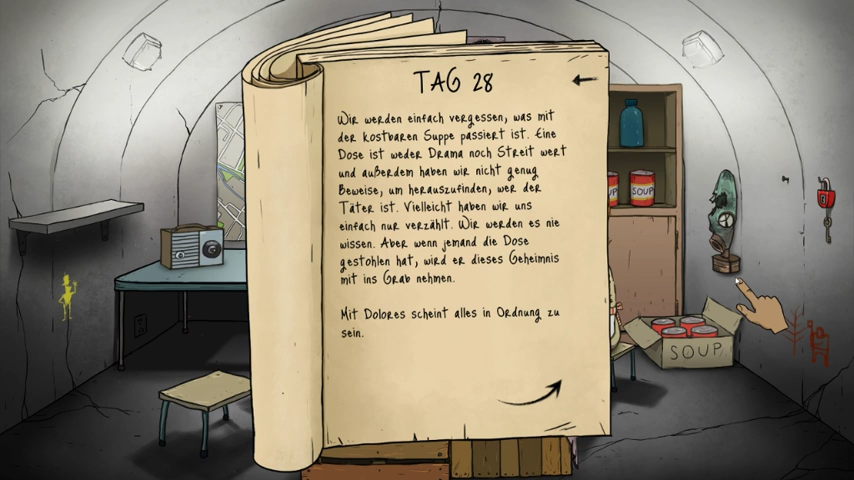 TAG 28
Wir werden einfach vergessen, was mit
der kostbaren Suppe passiert ist. Eine
Dose ist weder Drama noch Streit wert
und außerdem haben wir nicht genug
Beweise, um herauszufinden, wer der
Täter ist. Vielleicht haben wir uns
einfach nur verzählt. Wir werden es nie
wissen. Aber wenn jemand die Dose
gestohlen hat, wird er dieses Geheimnis
mit ins Grab nehmen.
Mit Dolores scheint alles in Ordnung zu
sein.
SOUP
SOUP